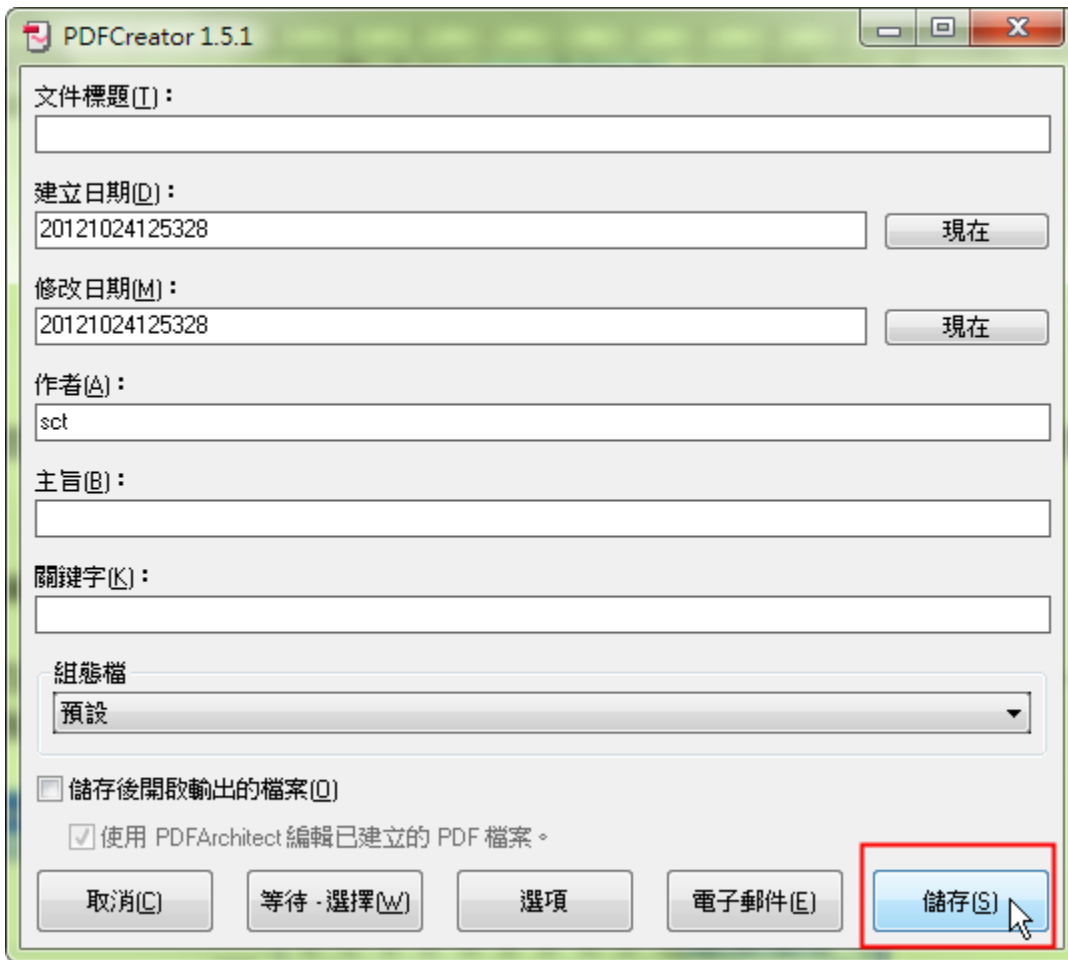 PDFCreator 1.5.1
文件標題(T)：
建立日期(D)：
20121024125328 現在
修改日期(M)：
20121024125328 現在
作者(A)：
sct
主旨(B)：
關鍵字(K)：
組態檔
預設
儲存後開啟輸出的檔案(O)
使用 PDFArchitect 編輯已建立的 PDF 檔案。
取消(C) 等待 - 選擇(W) 選項 電子郵件(E) 儲存(S)